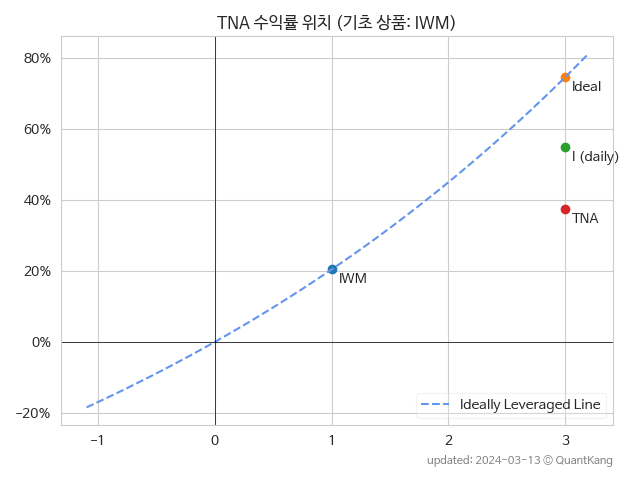 TNA 수익률 위치 (기초 상품: IWM)
80%
60%
40%
20%
0%
−20%
Ideal
I (daily)
TNA
IWM
Ideally Leveraged Line
−1
0
1
2
3
updated: 2024-03-13 © QuantKang